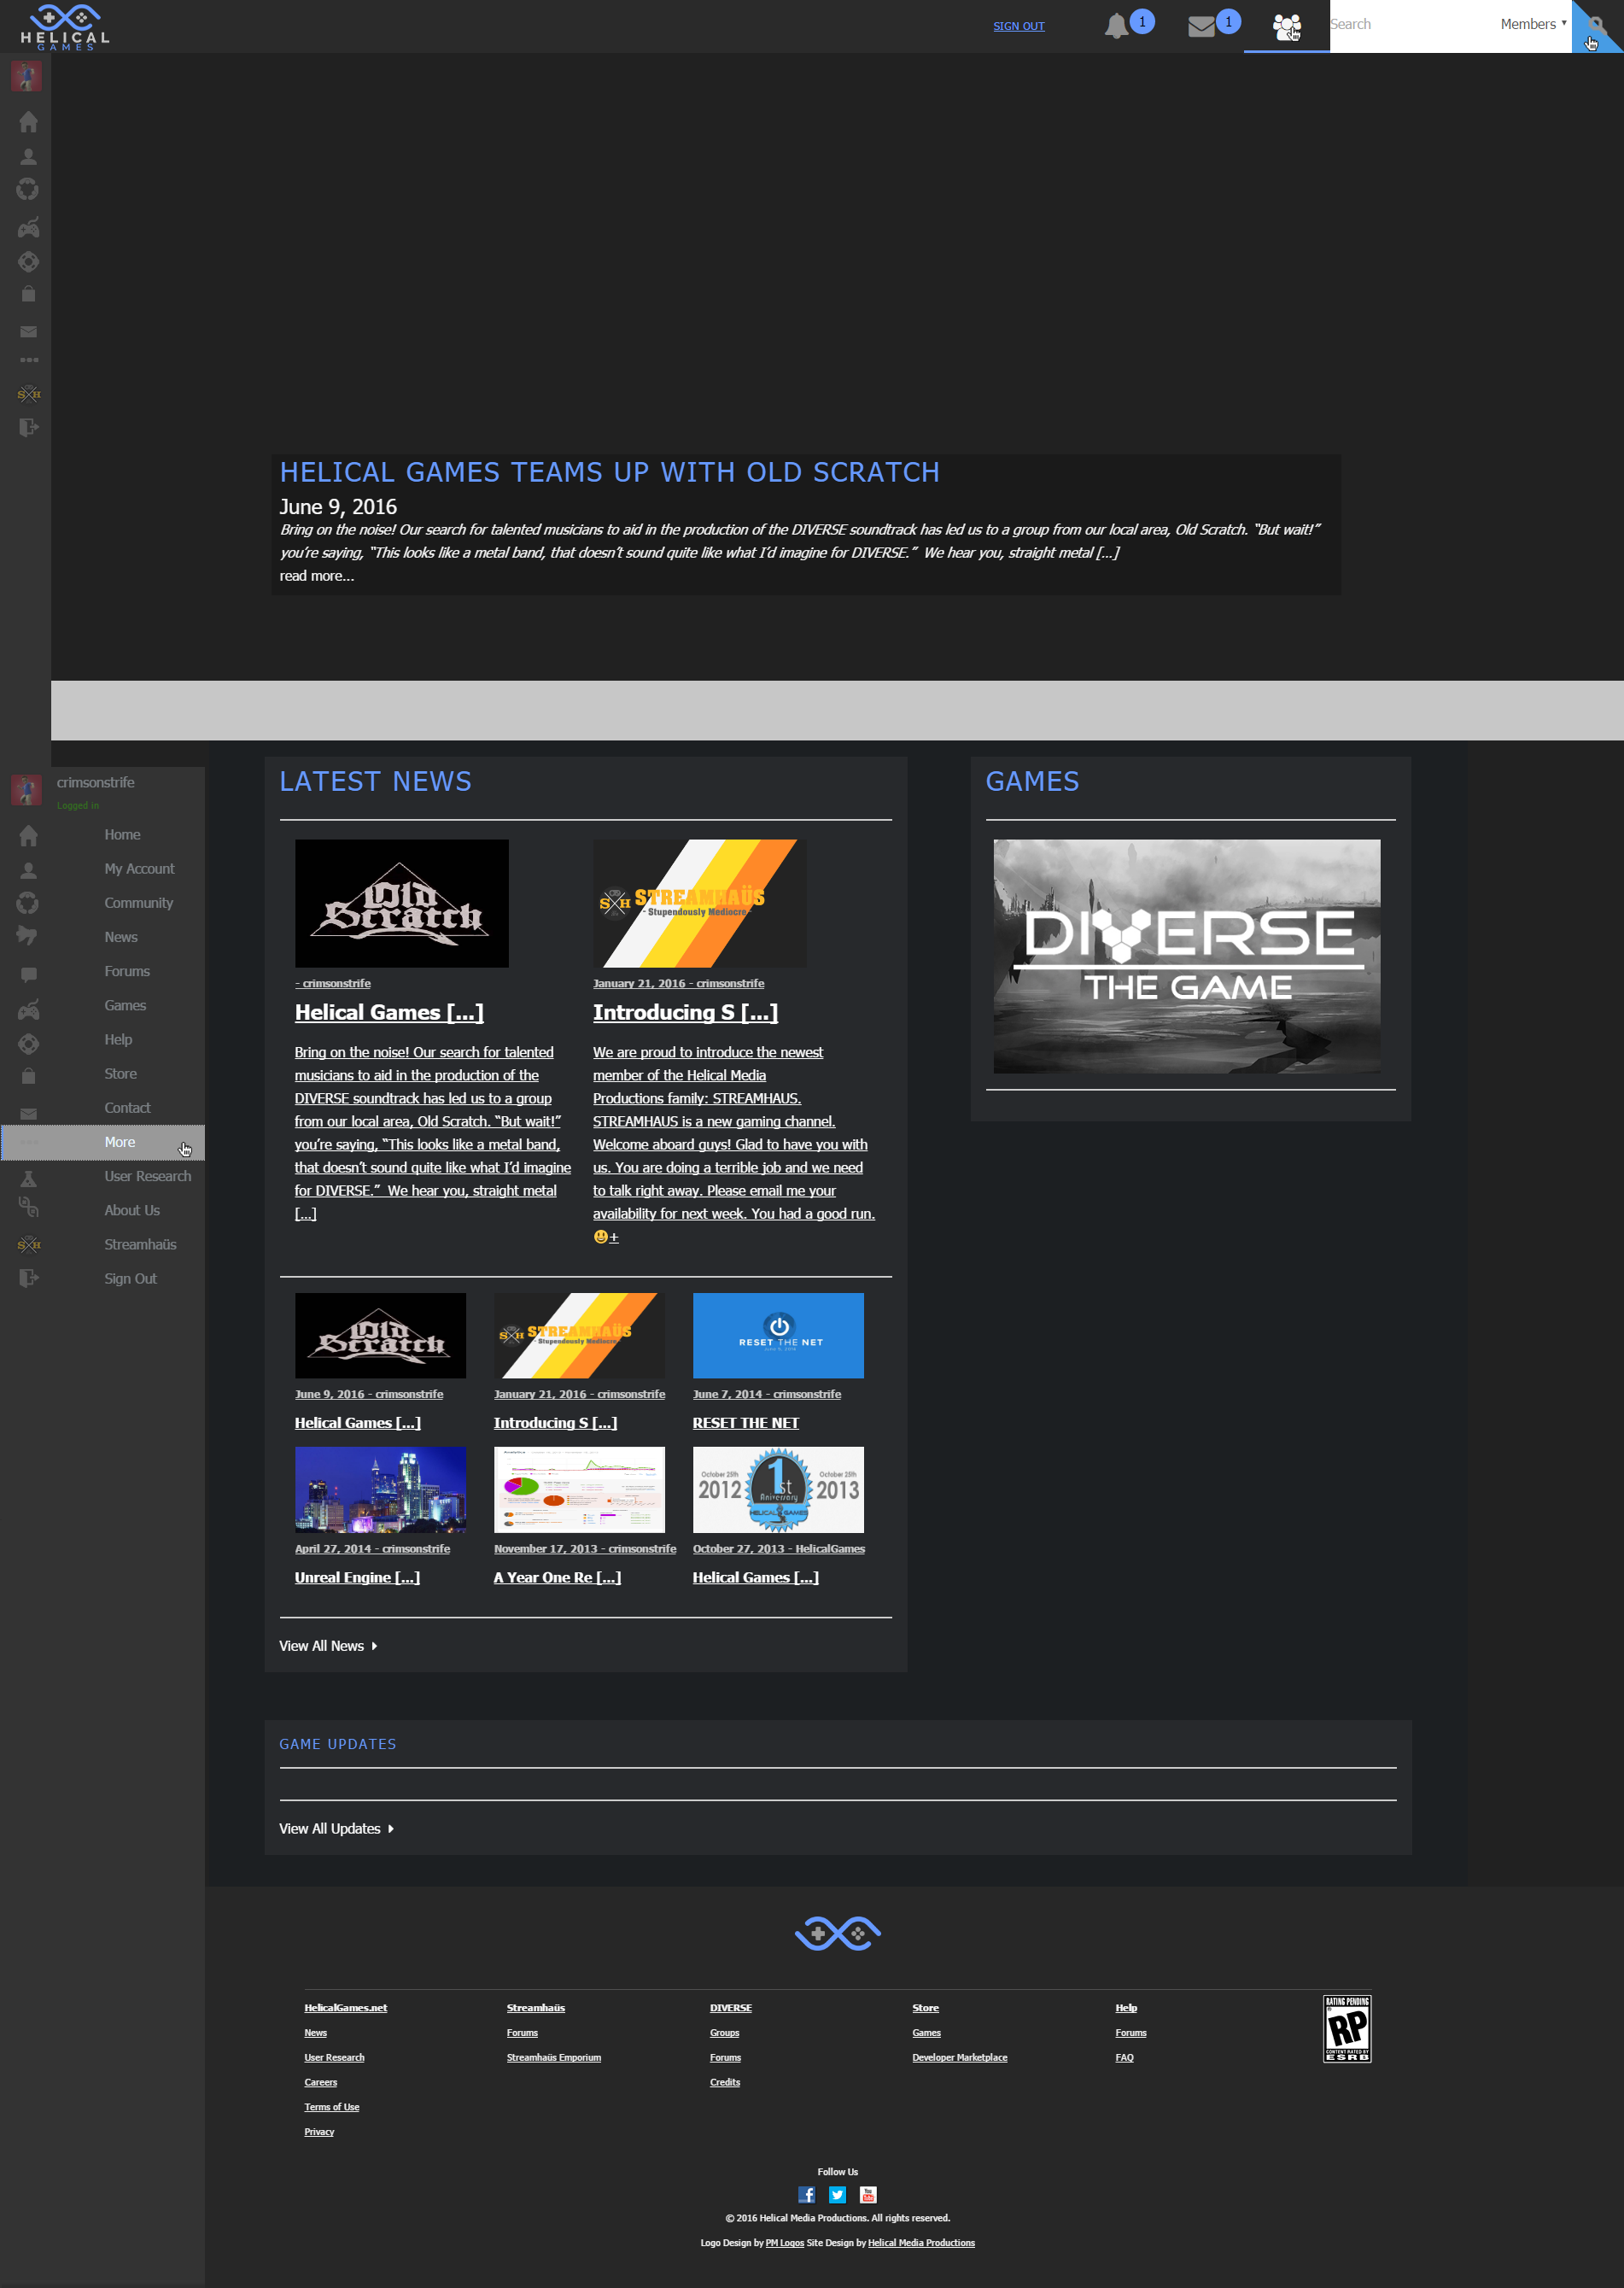 HELICAL
GAMES
SIGN OUT
1
1
Search
Members
HELICAL GAMES TEAMS UP WITH OLD SCRATCH
June 9, 2016
Bring on the noise! Our search for talented musicians to aid in the production of the DIVERSE soundtrack has led us to a group from our local area, Old Scratch. “But wait!”
you’re saying, “This looks like a metal band, that doesn’t sound quite like what I’d imagine for DIVERSE.”  We hear you, straight metal [...]
read more...
crimsonstrife
Logged in
Home
My Account
Community
News
Forums
Games
Help
Store
Contact
More
User Research
About Us
Streamhaüs
Sign Out
LATEST NEWS
Old
Scratch
- crimsonstrife
Helical Games [...]
Bring on the noise! Our search for talented
musicians to aid in the production of the
DIVERSE soundtrack has led us to a group
from our local area, Old Scratch. “But wait!”
you’re saying, “This looks like a metal band,
that doesn’t sound quite like what I’d imagine
for DIVERSE.”  We hear you, straight metal
[...]
SH STREAMHAÜS
- Stupendously Mediocre -
January 21, 2016 - crimsonstrife
Introducing S [...]
We are proud to introduce the newest
member of the Helical Media
Productions family: STREAMHAUS.
STREAMHAUS is a new gaming channel.
Welcome aboard guys! Glad to have you with
us. You are doing a terrible job and we need
to talk right away. Please email me your
availability for next week. You had a good run.
😃+
GAMES
DIVERSE
THE GAME
Old
Scratch
June 9, 2016 - crimsonstrife
Helical Games [...]
SH STREAMHAÜS
- Stupendously Mediocre -
January 21, 2016 - crimsonstrife
Introducing S [...]
RESET THE NET
JUNE 5, 2014
June 7, 2014 - crimsonstrife
RESET THE NET
April 27, 2014 - crimsonstrife
Unreal Engine [...]
November 17, 2013 - crimsonstrife
A Year One Re [...]
October 25th
2012
1st
Aniversary
HELICAL GAMES
October 25th
2013
October 27, 2013 - HelicalGames
Helical Games [...]
View All News
GAME UPDATES
View All Updates
HelicalGames.net
News
User Research
Careers
Terms of Use
Privacy
Streamhaüs
Forums
Streamhaüs Emporium
DIVERSE
Groups
Forums
Credits
Store
Games
Developer Marketplace
Help
Forums
FAQ
RATING PENDING
RP
CONTENT RATED BY
ESRB
Follow Us
© 2016 Helical Media Productions. All rights reserved.
Logo Design by PM Logos Site Design by Helical Media Productions